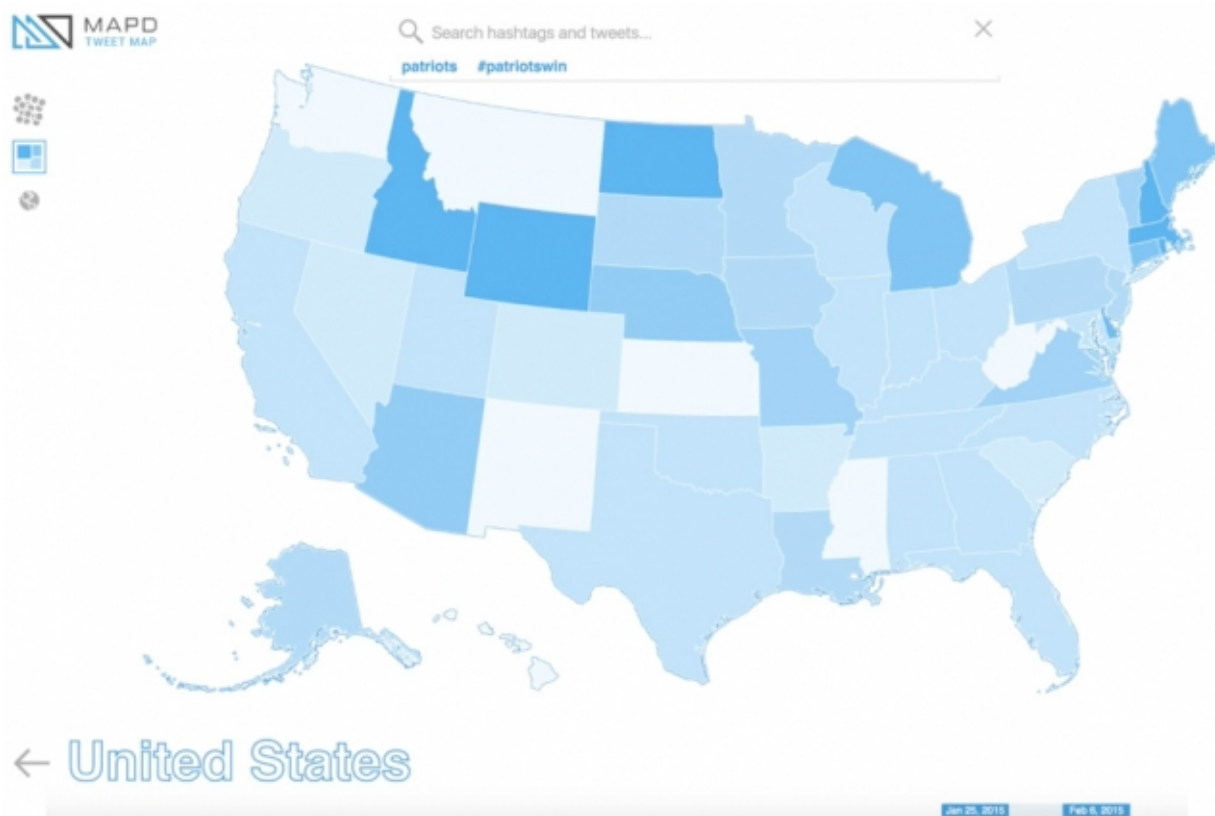 MAPD
TWEET MAP
Search hashtags and tweets...
patriots #patriotswin
United States
Jan 25, 2015 Feb 6, 2015